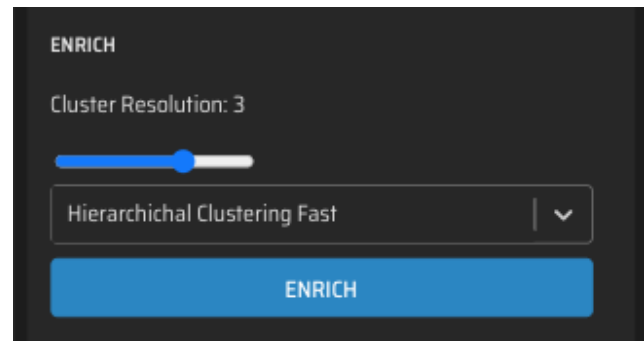 ENRICH
Cluster Resolution: 3
Hierarchichal Clustering Fast
ENRICH